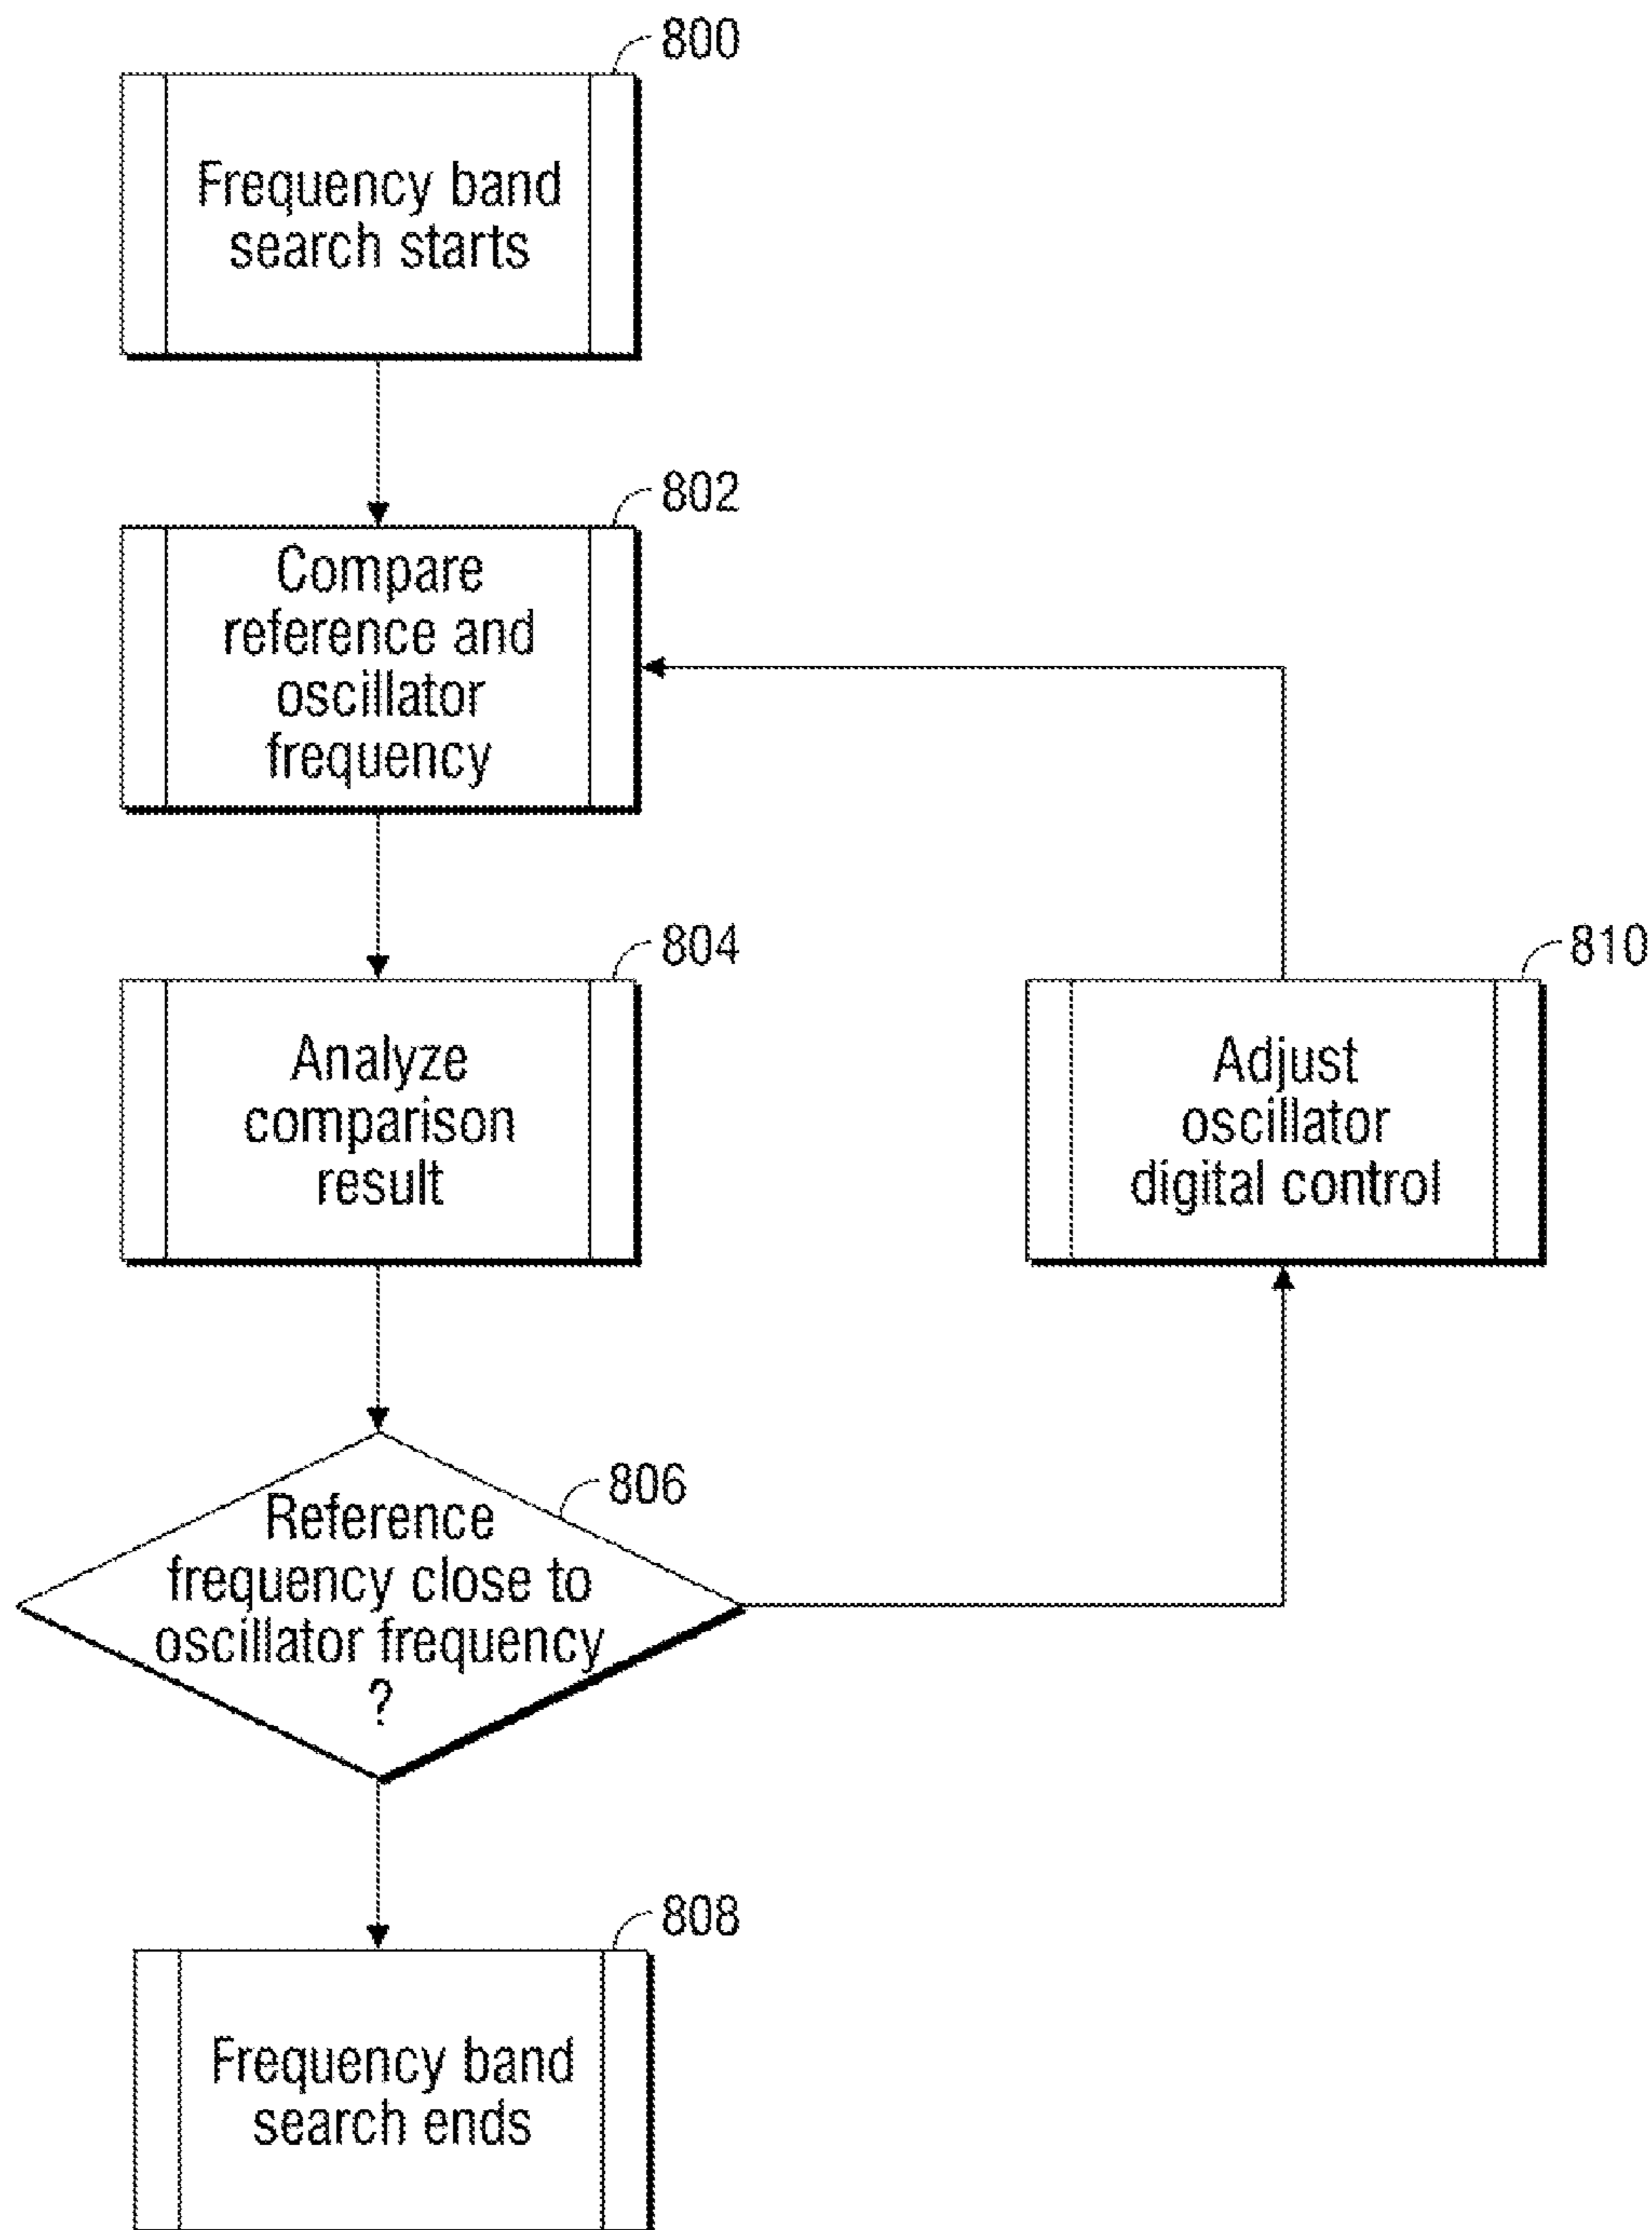 800
Frequency band
search starts
802
Compare
reference and
oscillator
frequency
804
Analyze
comparison
result
810
Adjust
oscillator
digital control
806
Reference
frequency close to
oscillator frequency
?
808
Frequency band
search ends